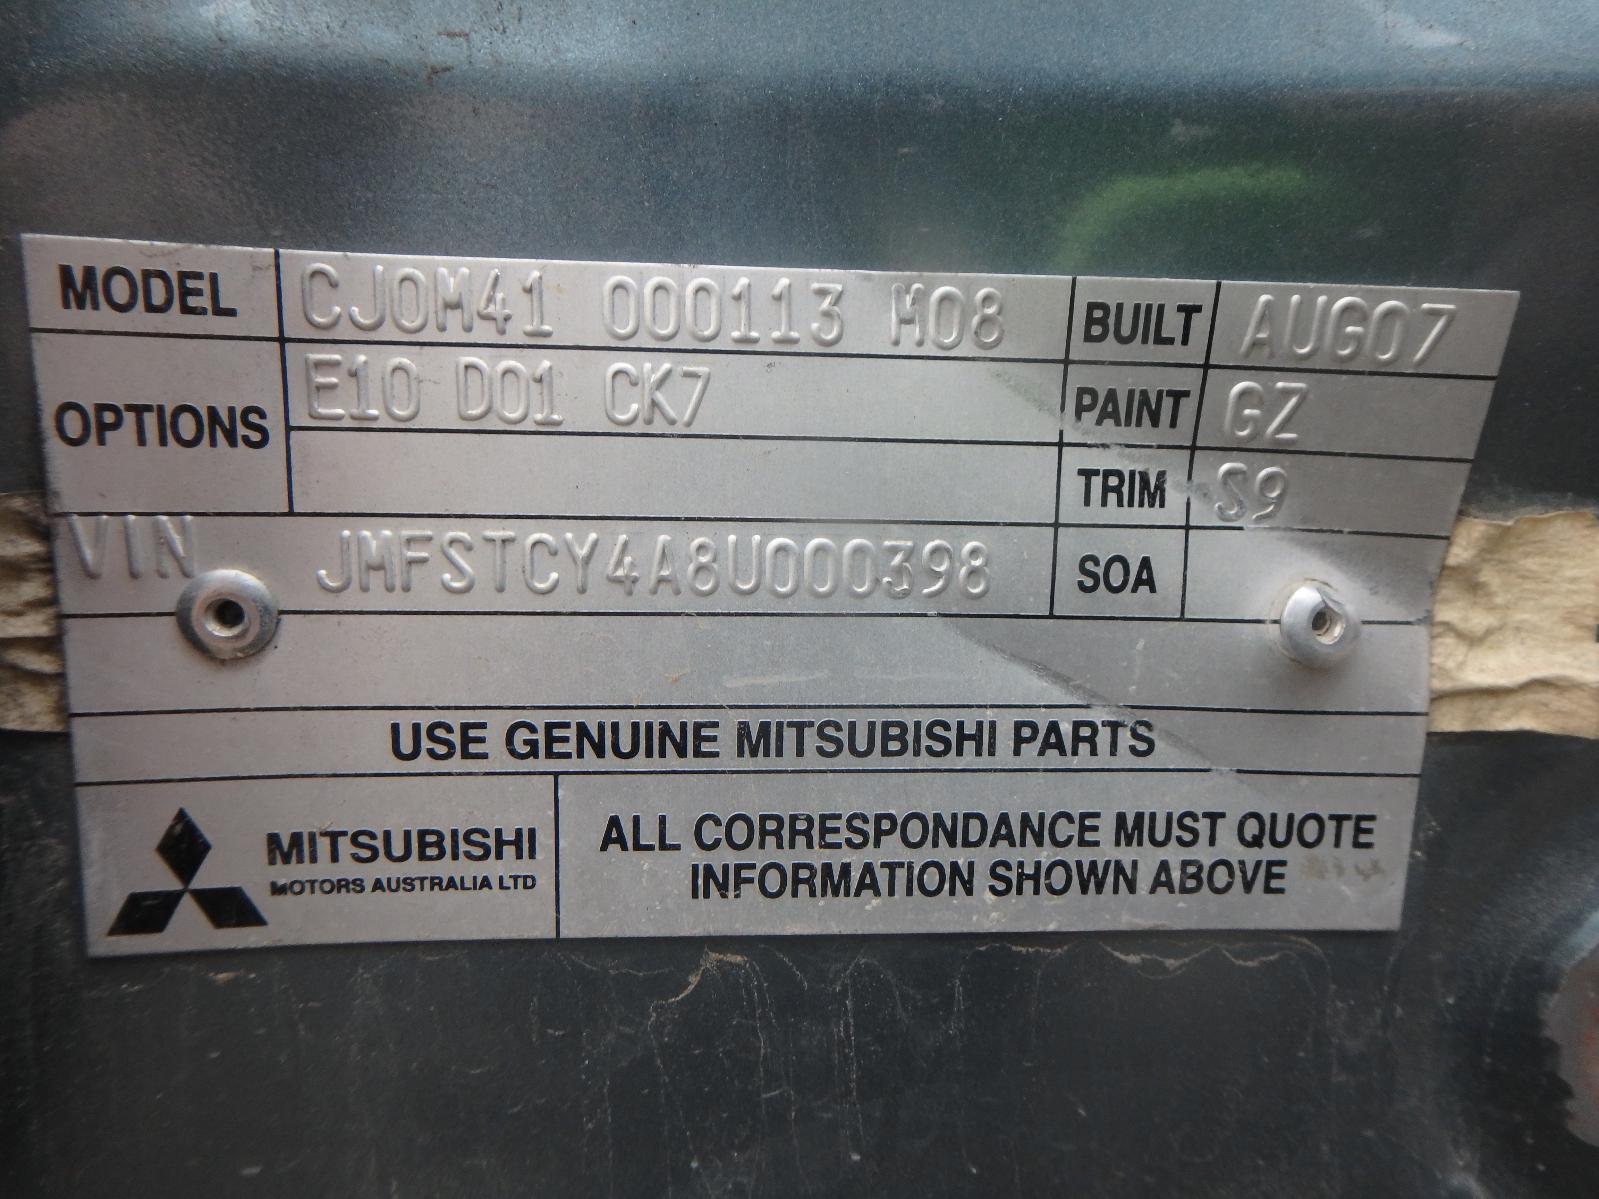 MODEL CJ0M41 000113 M08 BUILT AUG07
OPTIONS E10 D01 CK7 PAINT GZ
TRIM S9
VIN JMFSTCY4A8U000398 SOA
USE GENUINE MITSUBISHI PARTS
MITSUBISHI
MOTORS AUSTRALIA LTD
ALL CORRESPONDANCE MUST QUOTE
INFORMATION SHOWN ABOVE